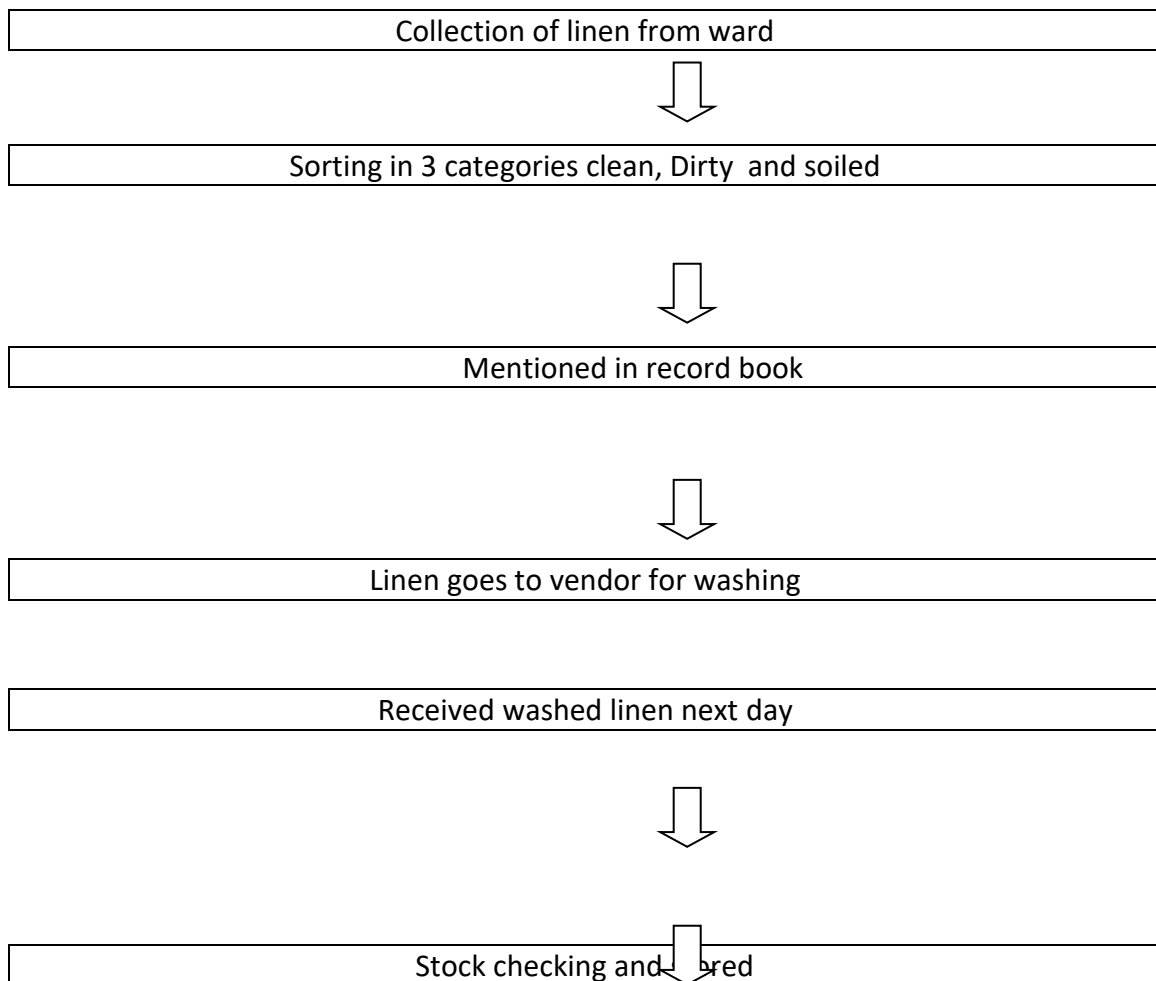 Collection of linen from ward
Sorting in 3 categories clean, Dirty  and soiled
Mentioned in record book
Linen goes to vendor for washing
Received washed linen next day
Stock checking and